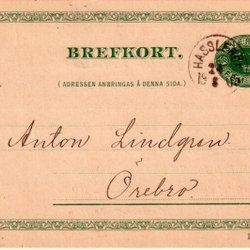 BREFKORT.
(ADRESSEN ANBRINGAS Å DENNA SIDA.)
Anton Lindgren.
Örebro.